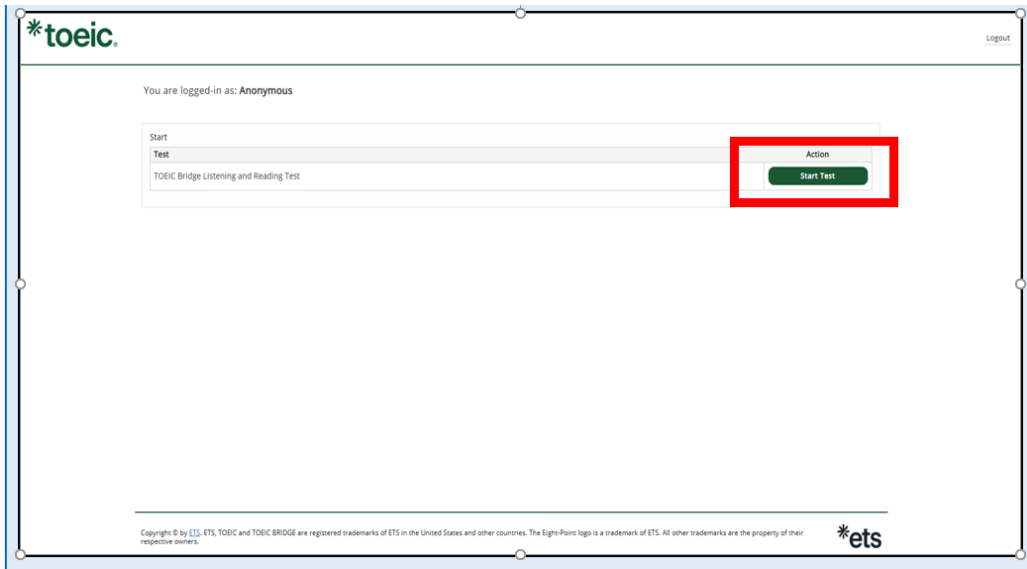 *toeic®
Logout
You are logged-in as: Anonymous
Start
Test Action
TOEIC Bridge Listening and Reading Test Start Test
Copyright © by ETS. ETS, TOEIC and TOEIC BRIDGE are registered trademarks of ETS in the United States and other countries. The Eight-Point logo is a trademark of ETS. All other trademarks are the property of their
respective owners.
*ets